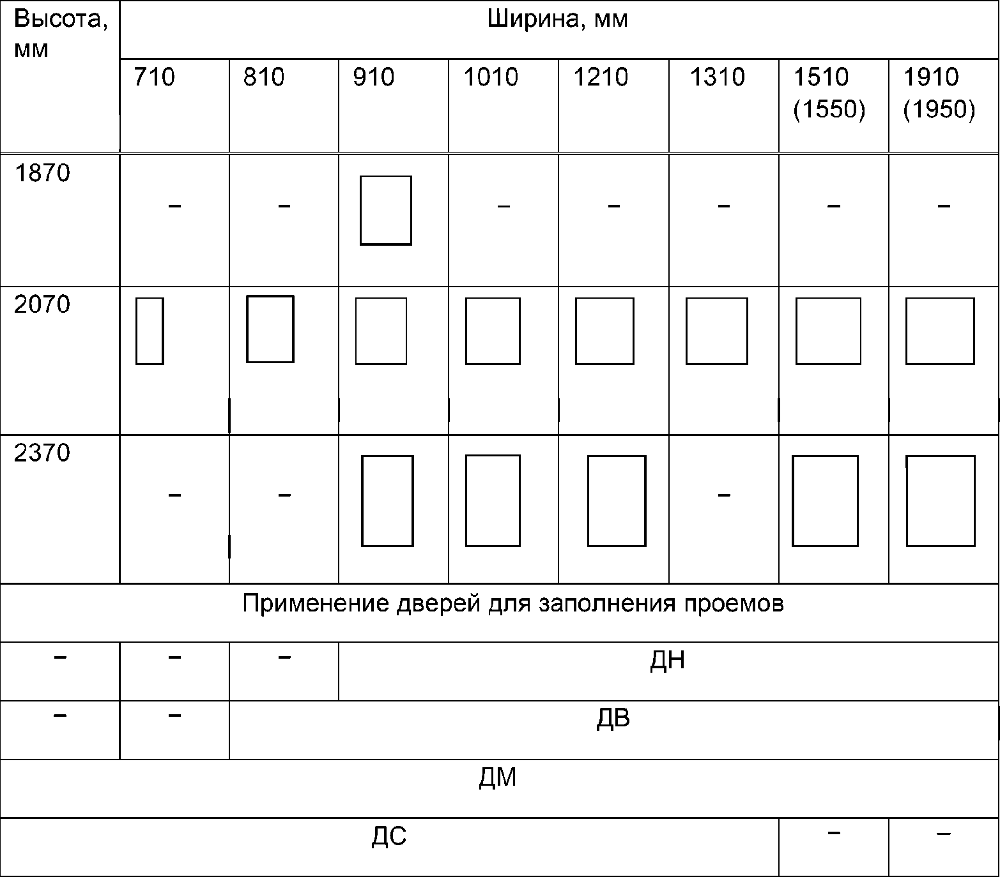 Высота, мм
Ширина, мм
710 810 910 1010 1210 1310 1510 (1550) 1910 (1950)
1870 – – – – – – –
2070
2370 – – –
Применение дверей для заполнения проемов
– – – ДН
– – ДВ
ДМ
ДС – –